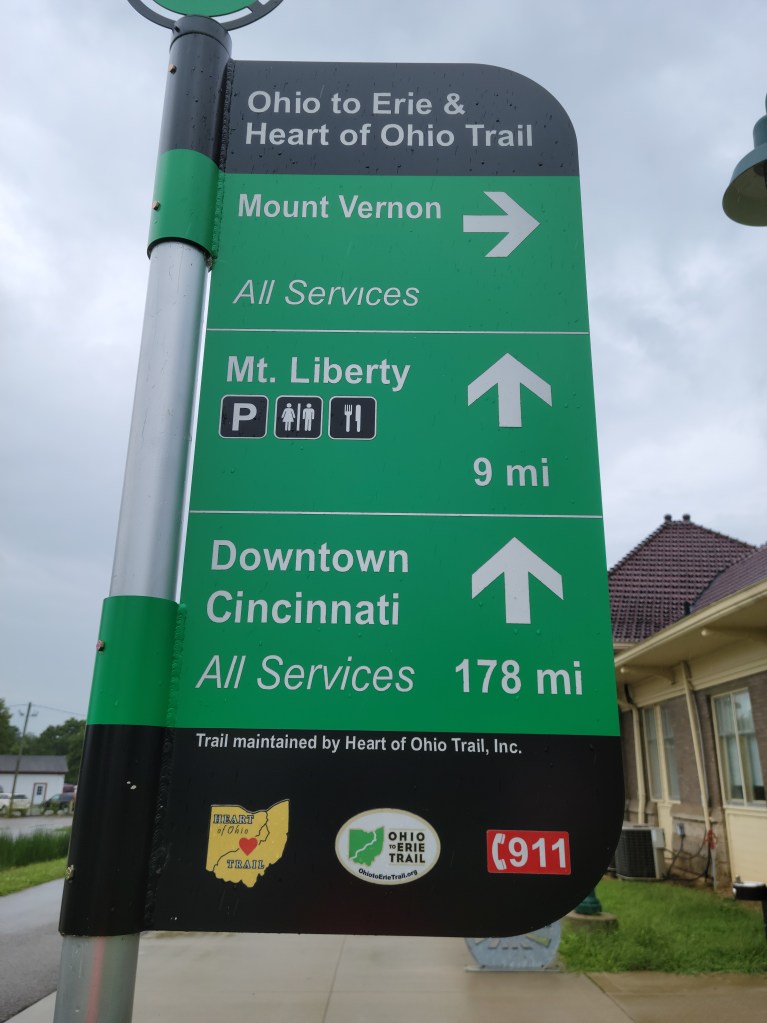 Ohio to Erie &
Heart of Ohio Trail
Mount Vernon
All Services
Mt. Liberty
P
9 mi
Downtown
Cincinnati
All Services 178 mi
Trail maintained by Heart of Ohio Trail, Inc.
HEART
of Ohio
TRAIL
OHIO
TO ERIE
TRAIL
OhiotoErieTrail.org
911